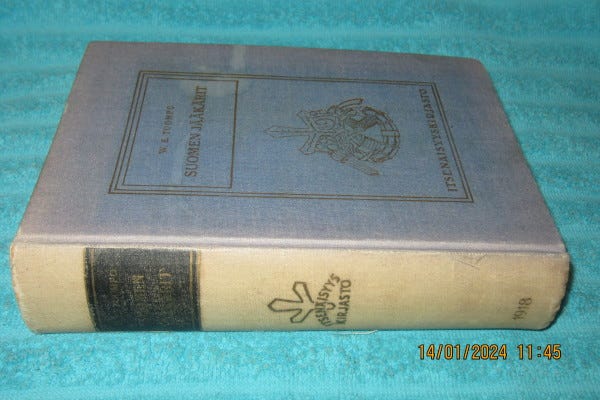 W. E. TUOMPO
SUOMEN JÄÄKÄRIT
ITSENÄISYYSKIRJASTO
ITSENÄISYYS
KIRJASTO
1918
14/01/2024 11:45